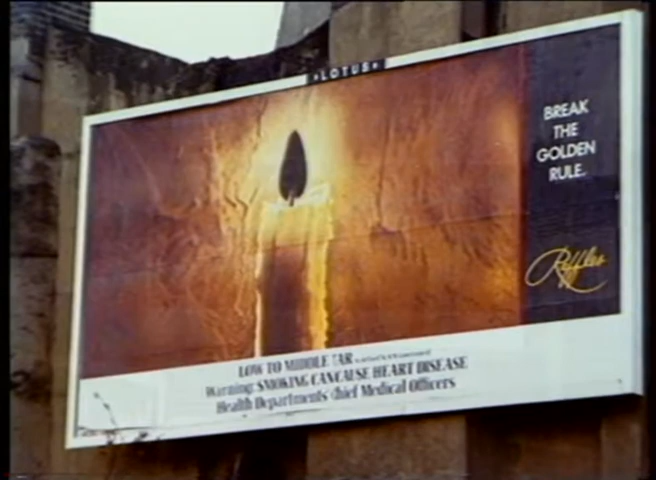 LOTUS
BREAK
THE
GOLDEN
RULE.
Raffles
LOW TO MIDDLE TAR
Warning: SMOKING CAN CAUSE HEART DISEASE
Health Departments' Chief Medical Officers